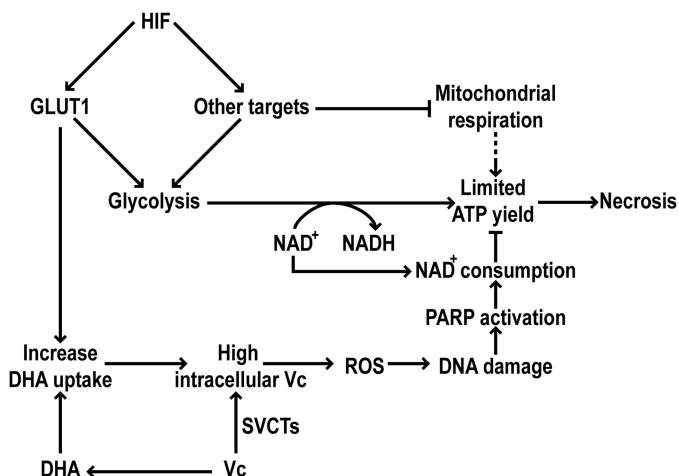 HIF
GLUT1
Other targets
Mitochondrial
respiration
Glycolysis
Limited
ATP yield
Necrosis
NAD+
NADH
NAD+ consumption
PARP activation
Increase
DHA uptake
High
intracellular Vc
ROS
DNA damage
SVCTs
DHA
Vc